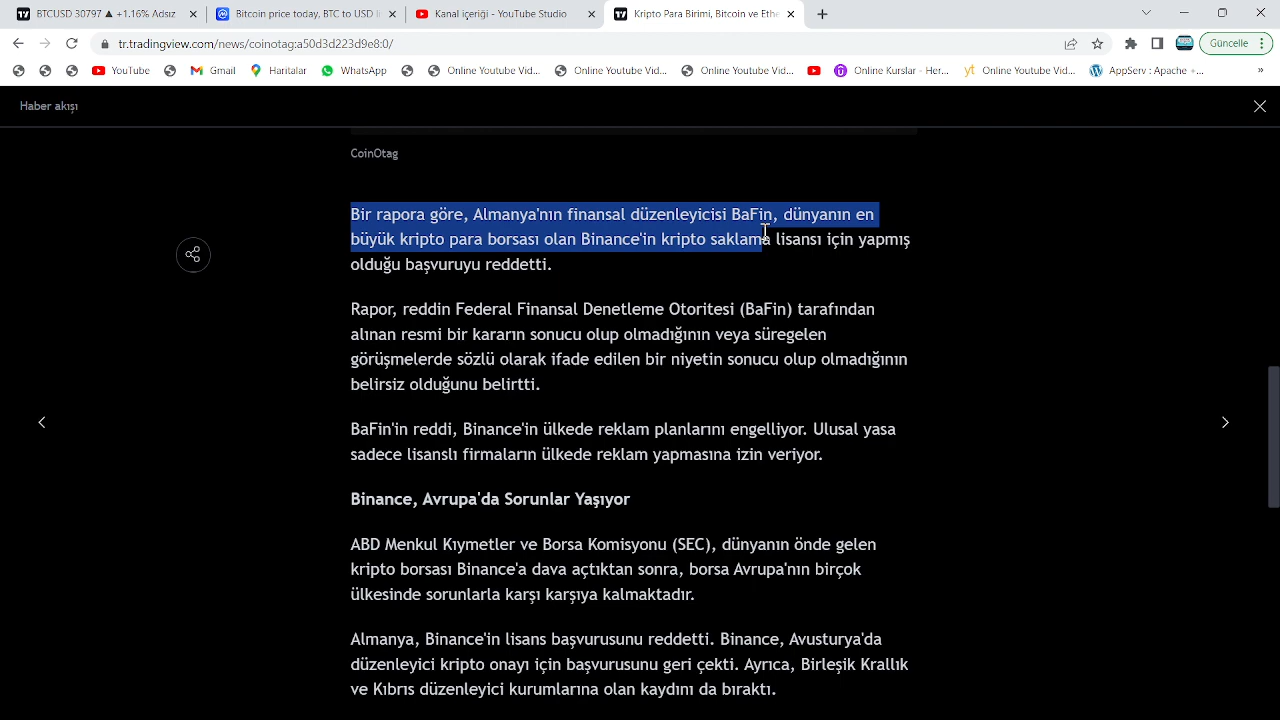 BTCUSD 30797 ▲ +1.16% Adsız
Bitcoin price today, BTC to USD li
Kanal içeriği - YouTube Studio
Kripto Para Birimi, Bitcoin ve Ethe
tr.tradingview.com/news/coinotag:a50d3d223d9e8:0/
Güncelle
YouTube
Gmail
Haritalar
WhatsApp
Online Youtube Vid...
Online Youtube Vid...
Online Youtube Vid...
Online Kurslar - Her...
yt Online Youtube Vid...
AppServ : Apache +...
»
Haber akışı
CoinOtag
Bir rapora göre, Almanya'nın finansal düzenleyicisi BaFin, dünyanın en
büyük kripto para borsası olan Binance'in kripto saklama lisansı için yapmış
olduğu başvuruyu reddetti.
Rapor, reddin Federal Finansal Denetleme Otoritesi (BaFin) tarafından
alınan resmi bir kararın sonucu olup olmadığının veya süregelen
görüşmelerde sözlü olarak ifade edilen bir niyetin sonucu olup olmadığının
belirsiz olduğunu belirtti.
BaFin'in reddi, Binance'in ülkede reklam planlarını engelliyor. Ulusal yasa
sadece lisanslı firmaların ülkede reklam yapmasına izin veriyor.
Binance, Avrupa'da Sorunlar Yaşıyor
ABD Menkul Kıymetler ve Borsa Komisyonu (SEC), dünyanın önde gelen
kripto borsası Binance'a dava açtıktan sonra, borsa Avrupa'nın birçok
ülkesinde sorunlarla karşı karşıya kalmaktadır.
Almanya, Binance'in lisans başvurusunu reddetti. Binance, Avusturya'da
düzenleyici kripto onayı için başvurusunu geri çekti. Ayrıca, Birleşik Krallık
ve Kıbrıs düzenleyici kurumlarına olan kaydını da bıraktı.